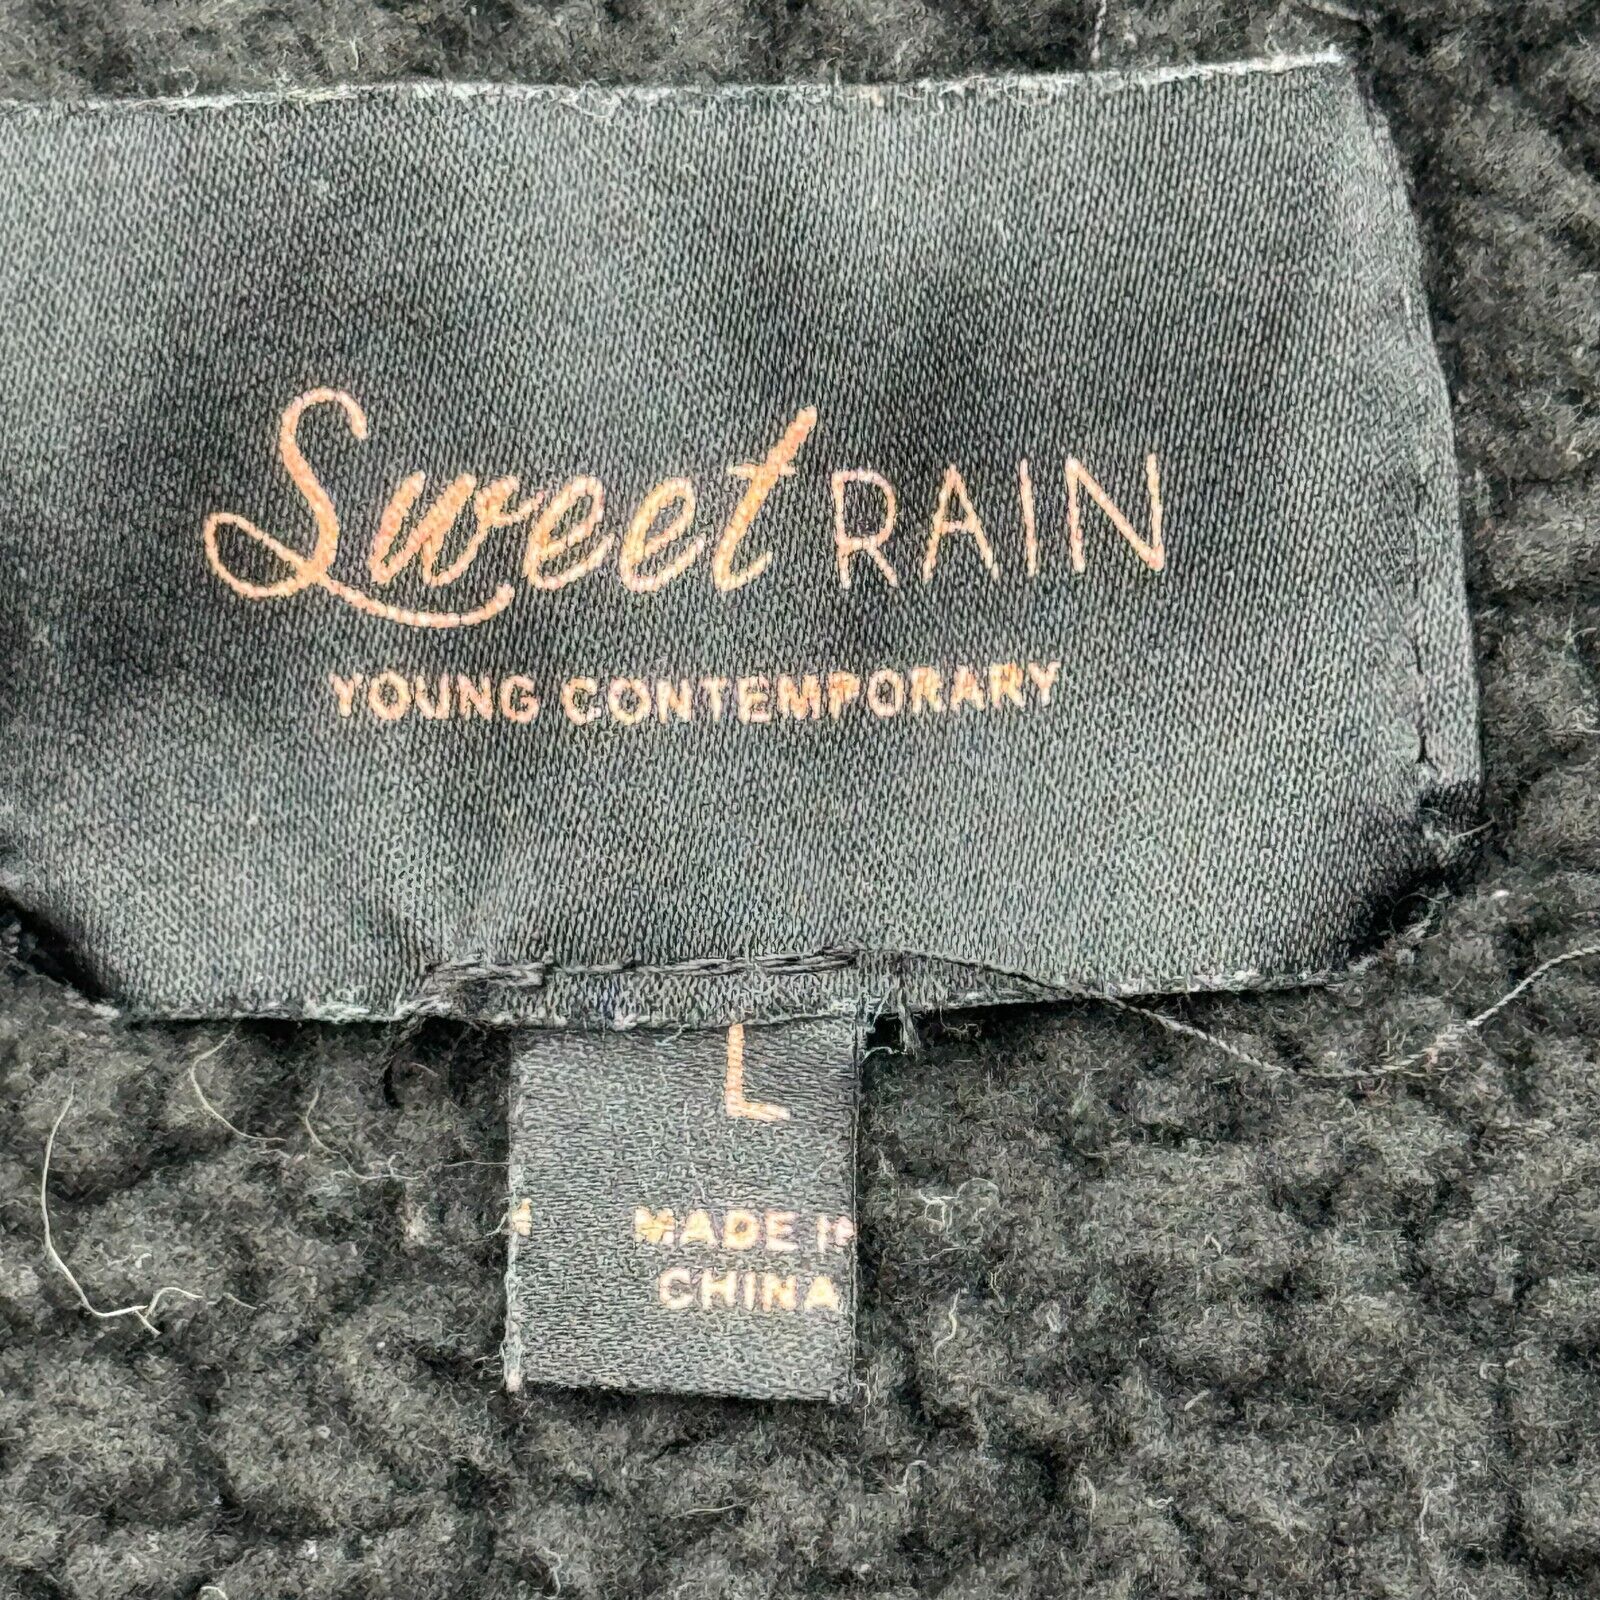 Sweet RAIN
YOUNG CONTEMPORARY
L
MADE IN
CHINA